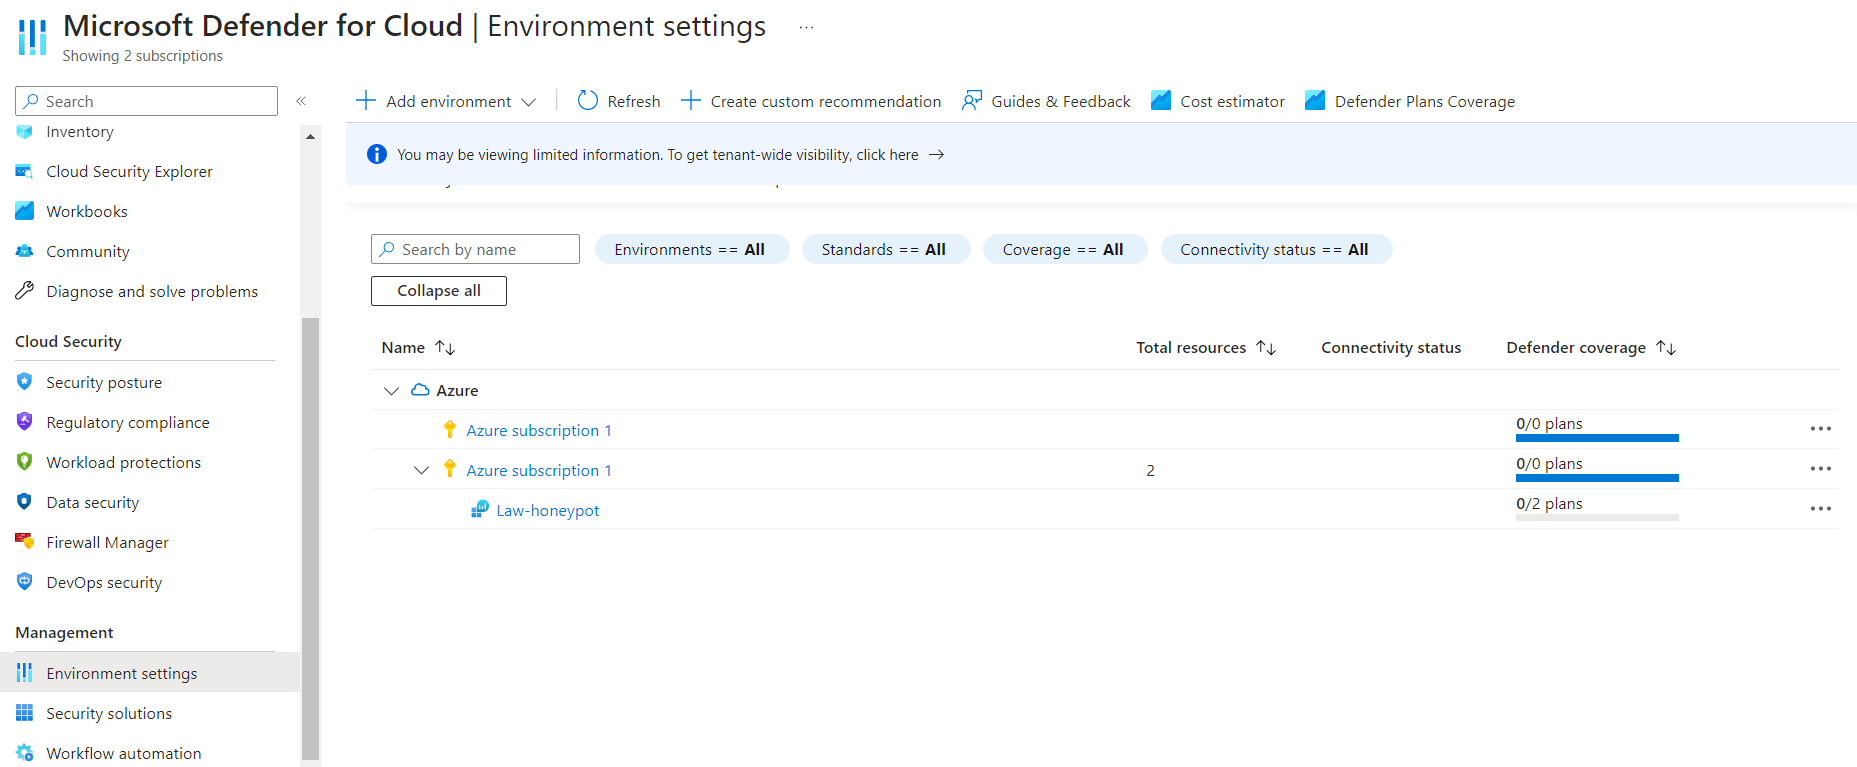 Microsoft Defender for Cloud | Environment settings ...
Showing 2 subscriptions
Search
«
Inventory
Cloud Security Explorer
Workbooks
Community
Diagnose and solve problems
Cloud Security
Security posture
Regulatory compliance
Workload protections
Data security
Firewall Manager
DevOps security
Management
Environment settings
Security solutions
Workflow automation
Add environment
Refresh
Create custom recommendation
Guides & Feedback
Cost estimator
Defender Plans Coverage
You may be viewing limited information. To get tenant-wide visibility, click here →
Search by name
Environments == All
Standards == All
Coverage == All
Connectivity status == All
Collapse all
Name ↑↓
Total resources ↑↓
Connectivity status
Defender coverage ↑↓
Azure
Azure subscription 1
0/0 plans
Azure subscription 1
2
0/0 plans
Law-honeypot
0/2 plans